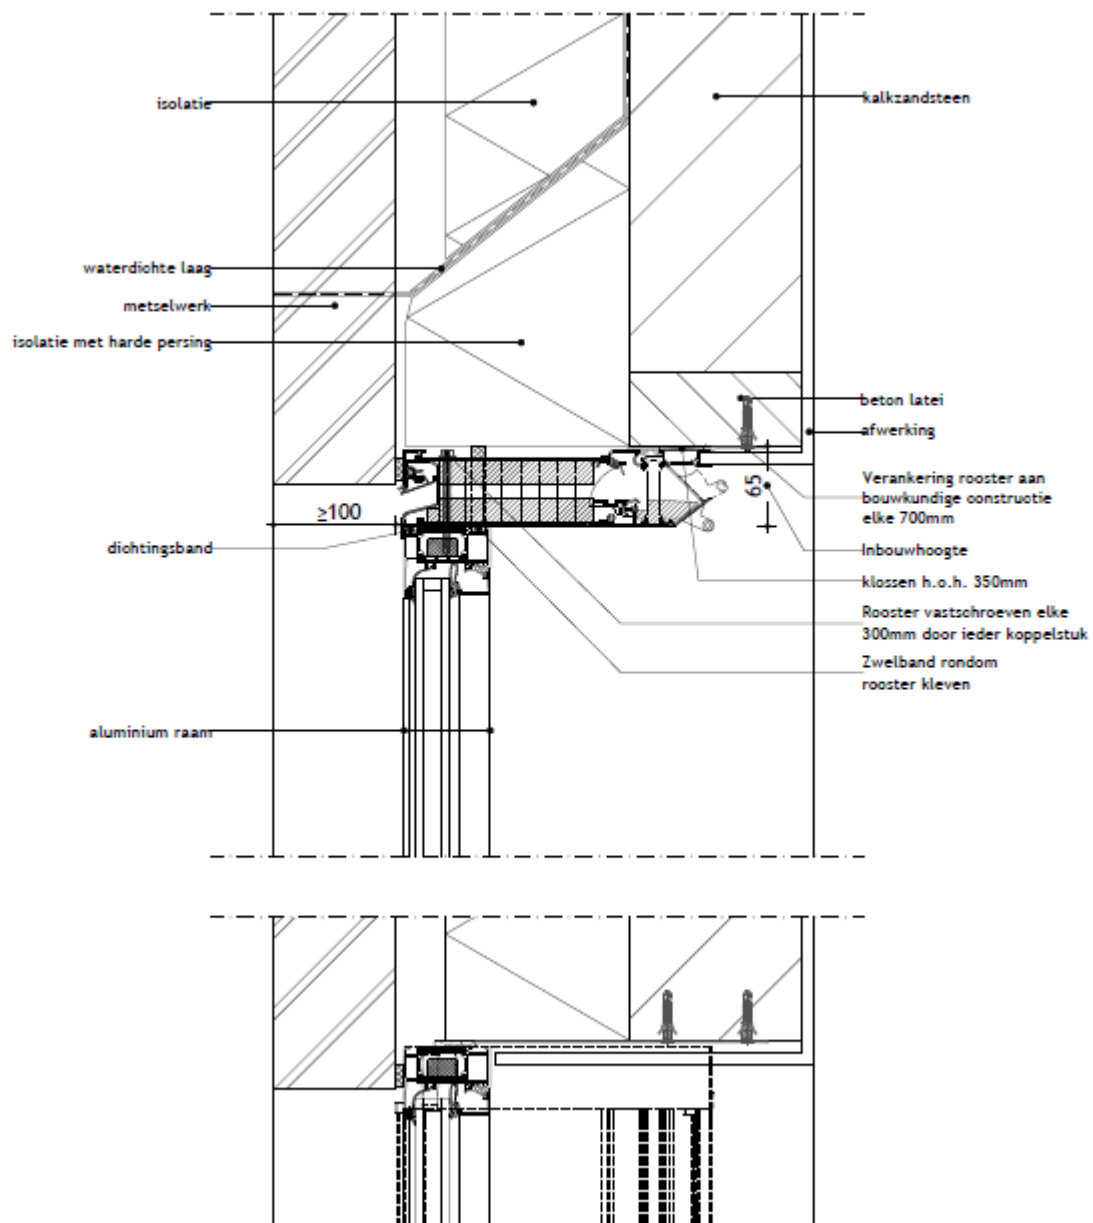 isolatie
kalkzandsteen
waterdichte laag
metselwerk
isolatie met harde persing
beton latei
afwerking
Verankering rooster aan
bouwkundige constructie
elke 700mm
65
≥100
dichtingsband
Inbouwhoogte
klossen h.o.h. 350mm
Rooster vastschroeven elke
300mm door ieder koppelstuk
Zwelband rondom
rooster kleven
aluminium raam